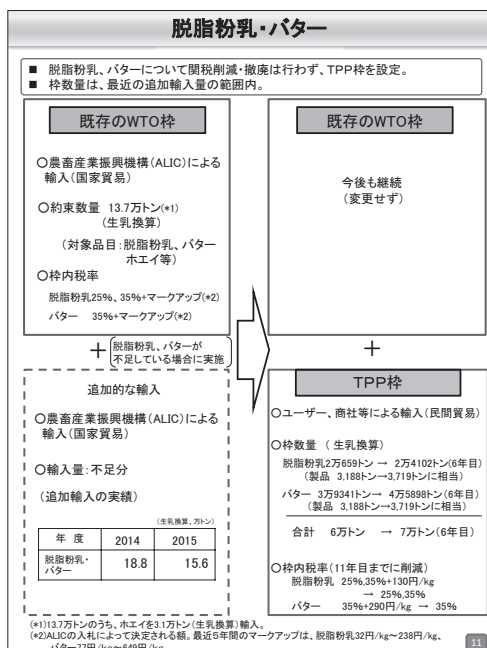 脱脂粉乳・バター
■ 脱脂粉乳、バターについて関税削減・撤廃は行わず、TPP枠を設定。
■ 枠数量は、最近の追加輸入量の範囲内。
既存のWTO枠
○農畜産業振興機構(ALIC)による
輸入(国家貿易)
○約束数量 13.7万トン(*1)
(生乳換算)
(対象品目:脱脂粉乳、バター
ホエイ等)
○枠内税率
脱脂粉乳25%、35%+マークアップ(*2)
バター 35%+マークアップ(*2)
+
脱脂粉乳、バターが
不足している場合に実施
追加的な輸入
○農畜産業振興機構(ALIC)による
輸入(国家貿易)
○輸入量:不足分
(追加輸入の実績)
(生乳換算、万トン)
年 度 2014 2015
脱脂粉乳・
バター 18.8 15.6
既存のWTO枠
今後も継続
(変更せず)
+
TPP枠
○ユーザー、商社等による輸入(民間貿易)
○枠数量 ( 生乳換算)
脱脂粉乳2万659トン → 2万4102トン(6年目)
(製品 3,188トン→3,719トンに相当)
バター 3万9341トン→ 4万5898トン(6年目)
(製品 3,188トン→3,719トンに相当)
合計 6万トン → 7万トン(6年目)
○枠内税率(11年目までに削減)
脱脂粉乳 25%,35%+130円/kg
→ 25%,35%
バター 35%+290円/kg → 35%
(*1)13.7万トンのうち、ホエイを3.1万トン(生乳換算)輸入。
(*2)ALICの入札によって決定される額。最近5年間のマークアップは、脱脂粉乳32円/kg~238円/kg、
バター77円/kg~649円/kg
11